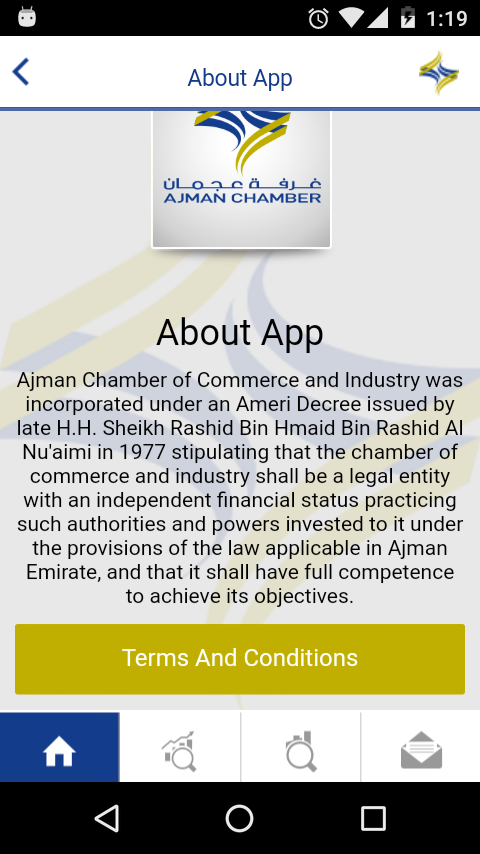 1:19
About App
غرفة عجمان
AJMAN CHAMBER
About App
Ajman Chamber of Commerce and Industry was
incorporated under an Ameri Decree issued by
late H.H. Sheikh Rashid Bin Hmaid Bin Rashid Al
Nu'aimi in 1977 stipulating that the chamber of
commerce and industry shall be a legal entity
with an independent financial status practicing
such authorities and powers invested to it under
the provisions of the law applicable in Ajman
Emirate, and that it shall have full competence
to achieve its objectives.
Terms And Conditions